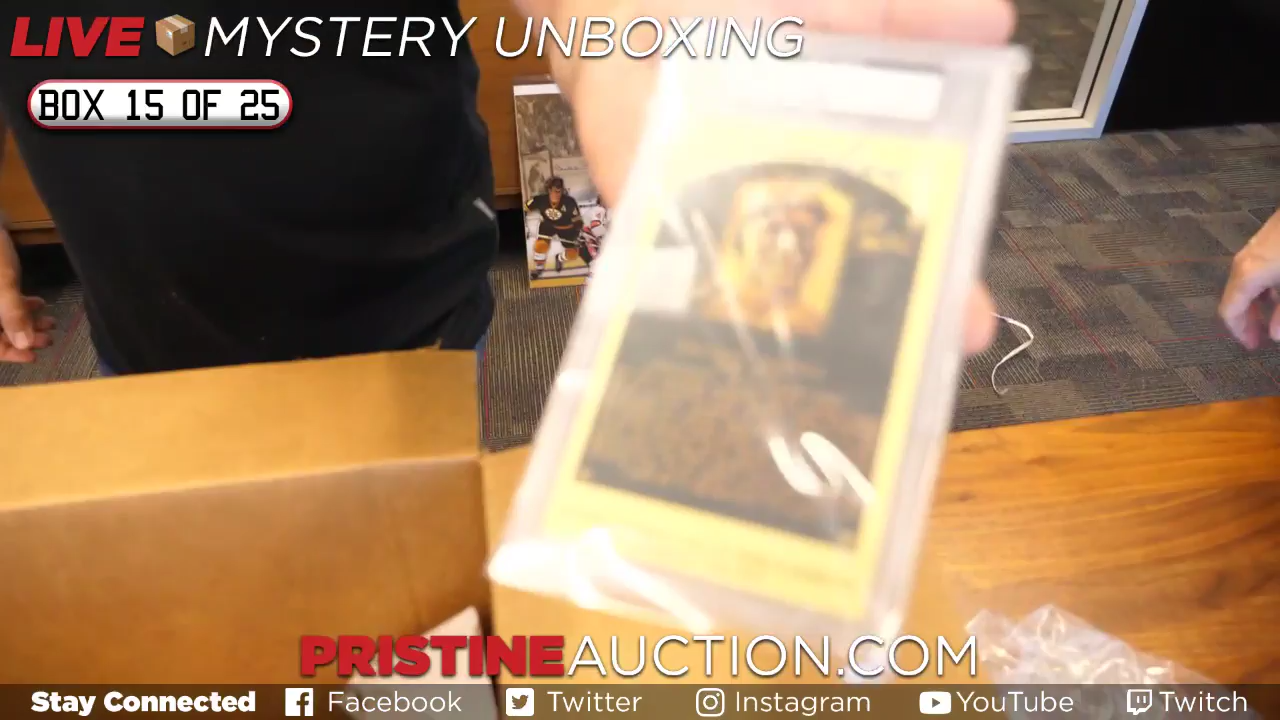 LIVE MYSTERY UNBOXING
BOX 15 OF 25
PRISTINEAUCTION.COM
Stay Connected Facebook Twitter Instagram YouTube Twitch